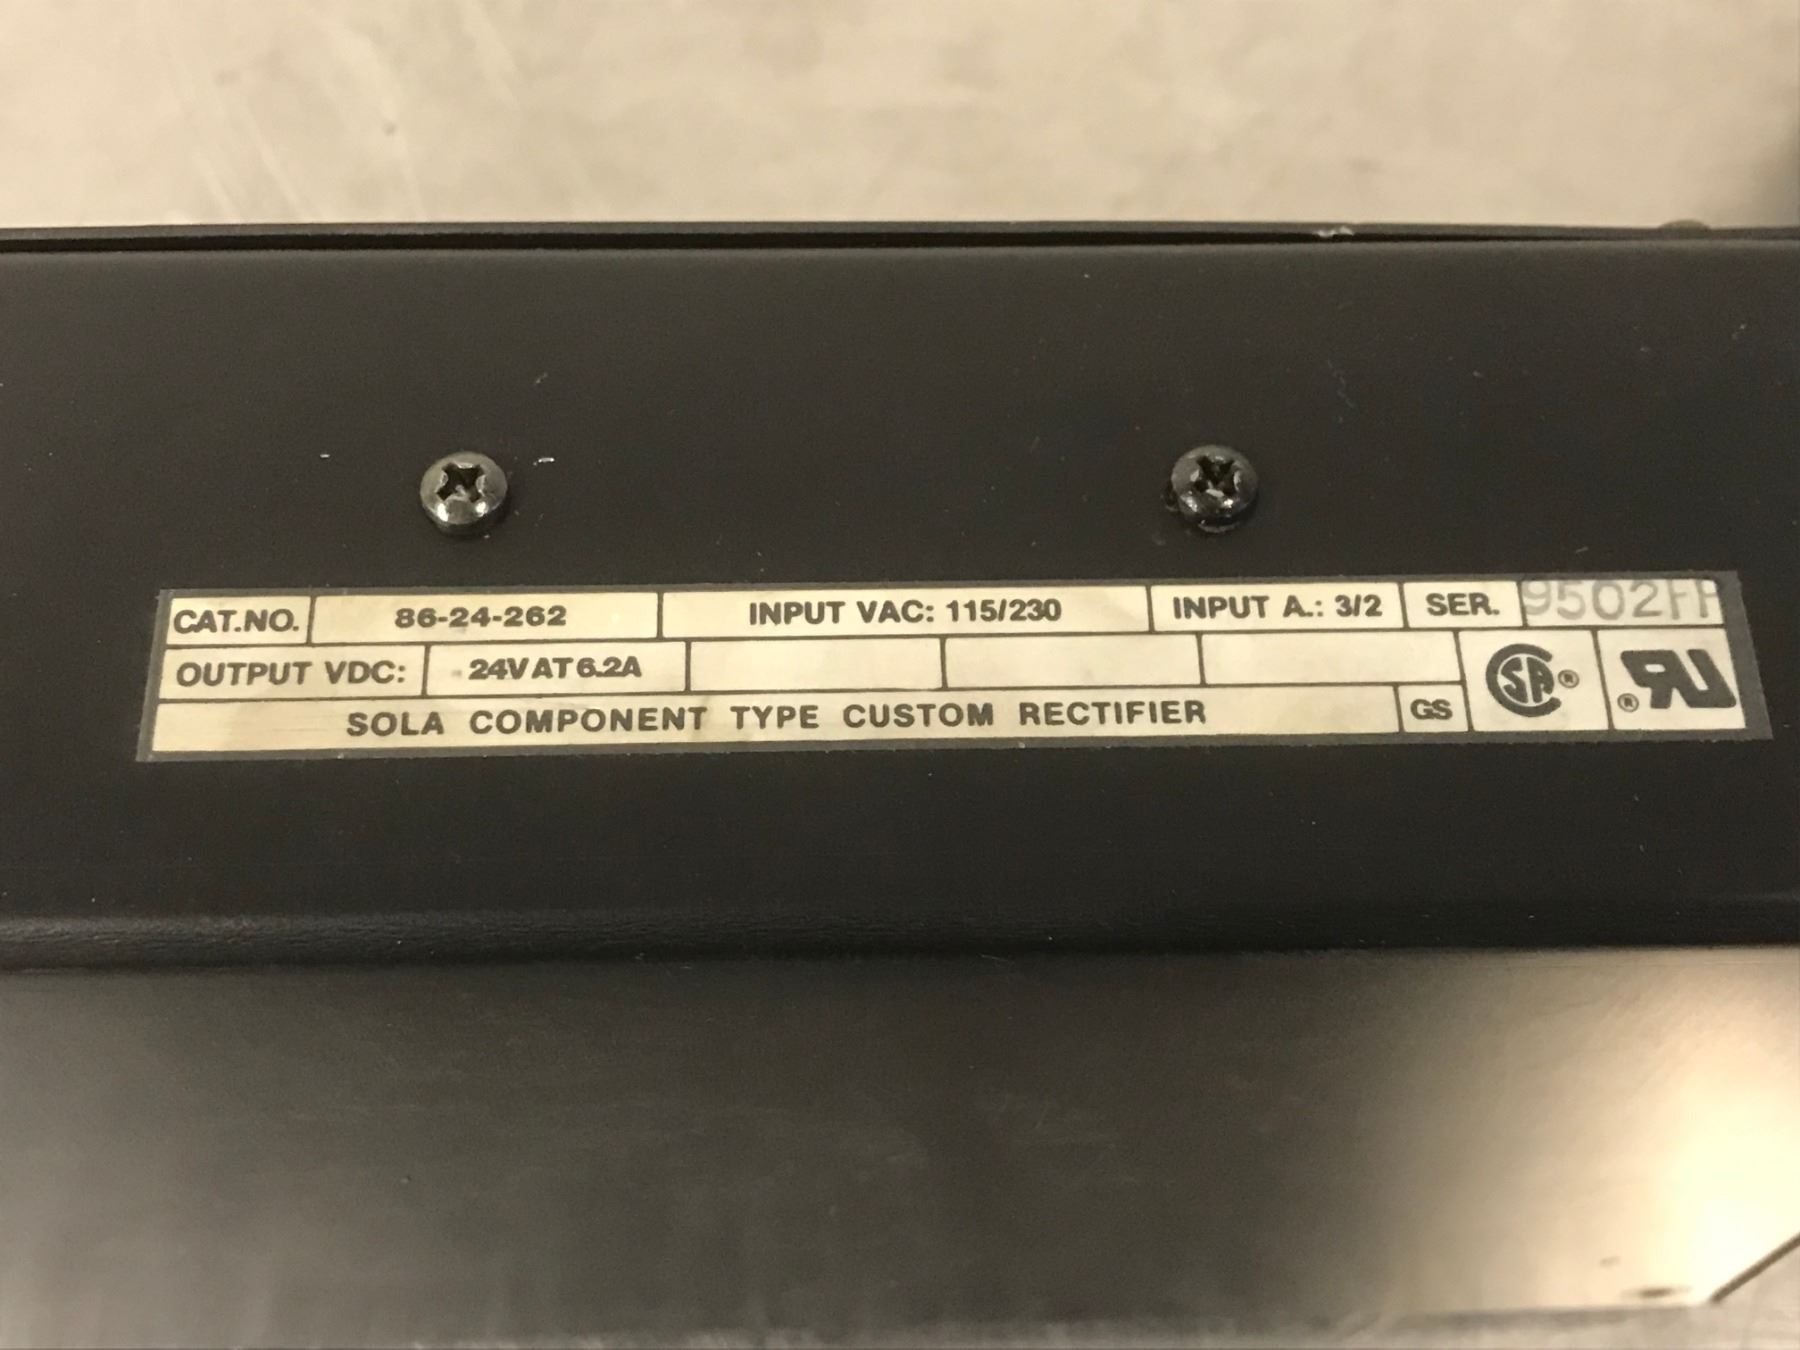 CAT.NO. 86-24-262 INPUT VAC: 115/230 INPUT A.: 3/2 SER. 9502FF
OUTPUT VDC: 24V AT 6.2A
SOLA COMPONENT TYPE CUSTOM RECTIFIER GS